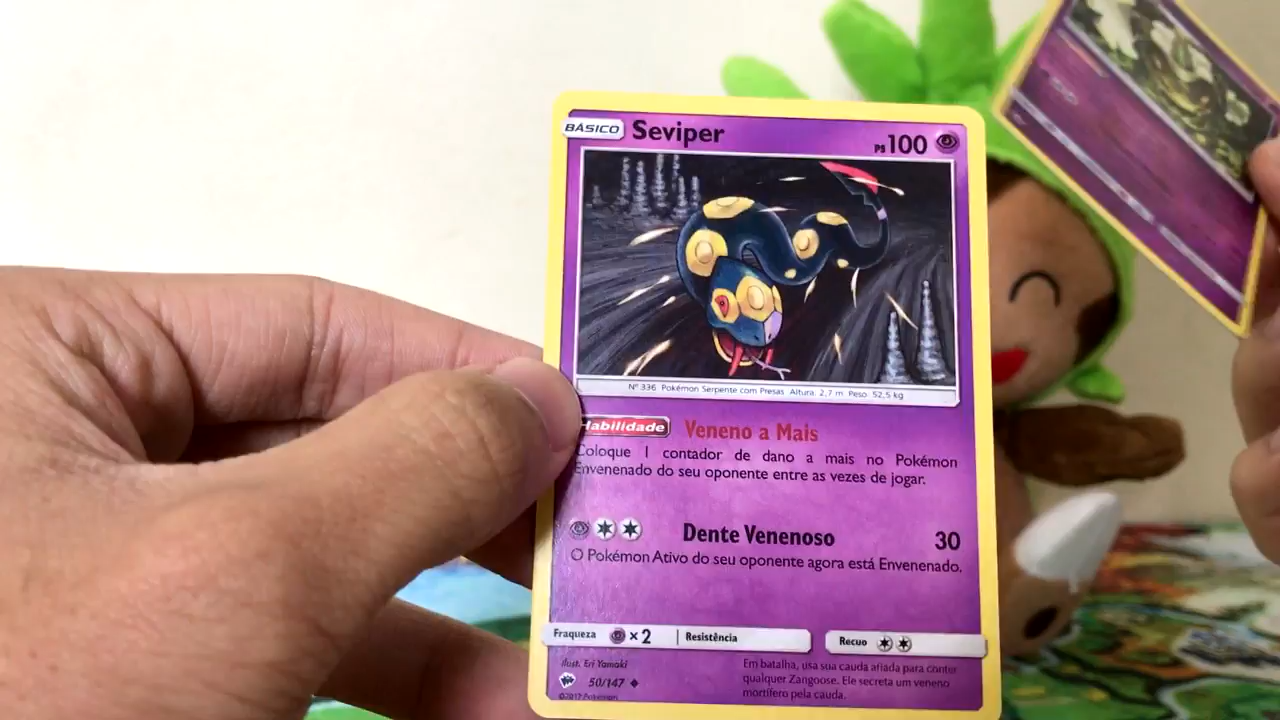 BÁSICO Seviper PS100
Nº 336 Pokémon Serpente com Presas Altura: 2,7 m Peso: 52,5 kg
Habilidade Veneno a Mais
Coloque 1 contador de dano a mais no Pokémon
Envenenado do seu oponente entre as vezes de jogar.
Dente Venenoso 30
O Pokémon Ativo do seu oponente agora está Envenenado.
Fraqueza ×2 Resistência Recuo
Ilust. Eri Yamaki
50/147
©2017 Pokémon
Em batalha, usa sua cauda afiada para conter
qualquer Zangoose. Ele secreta um veneno
mortífero pela cauda.